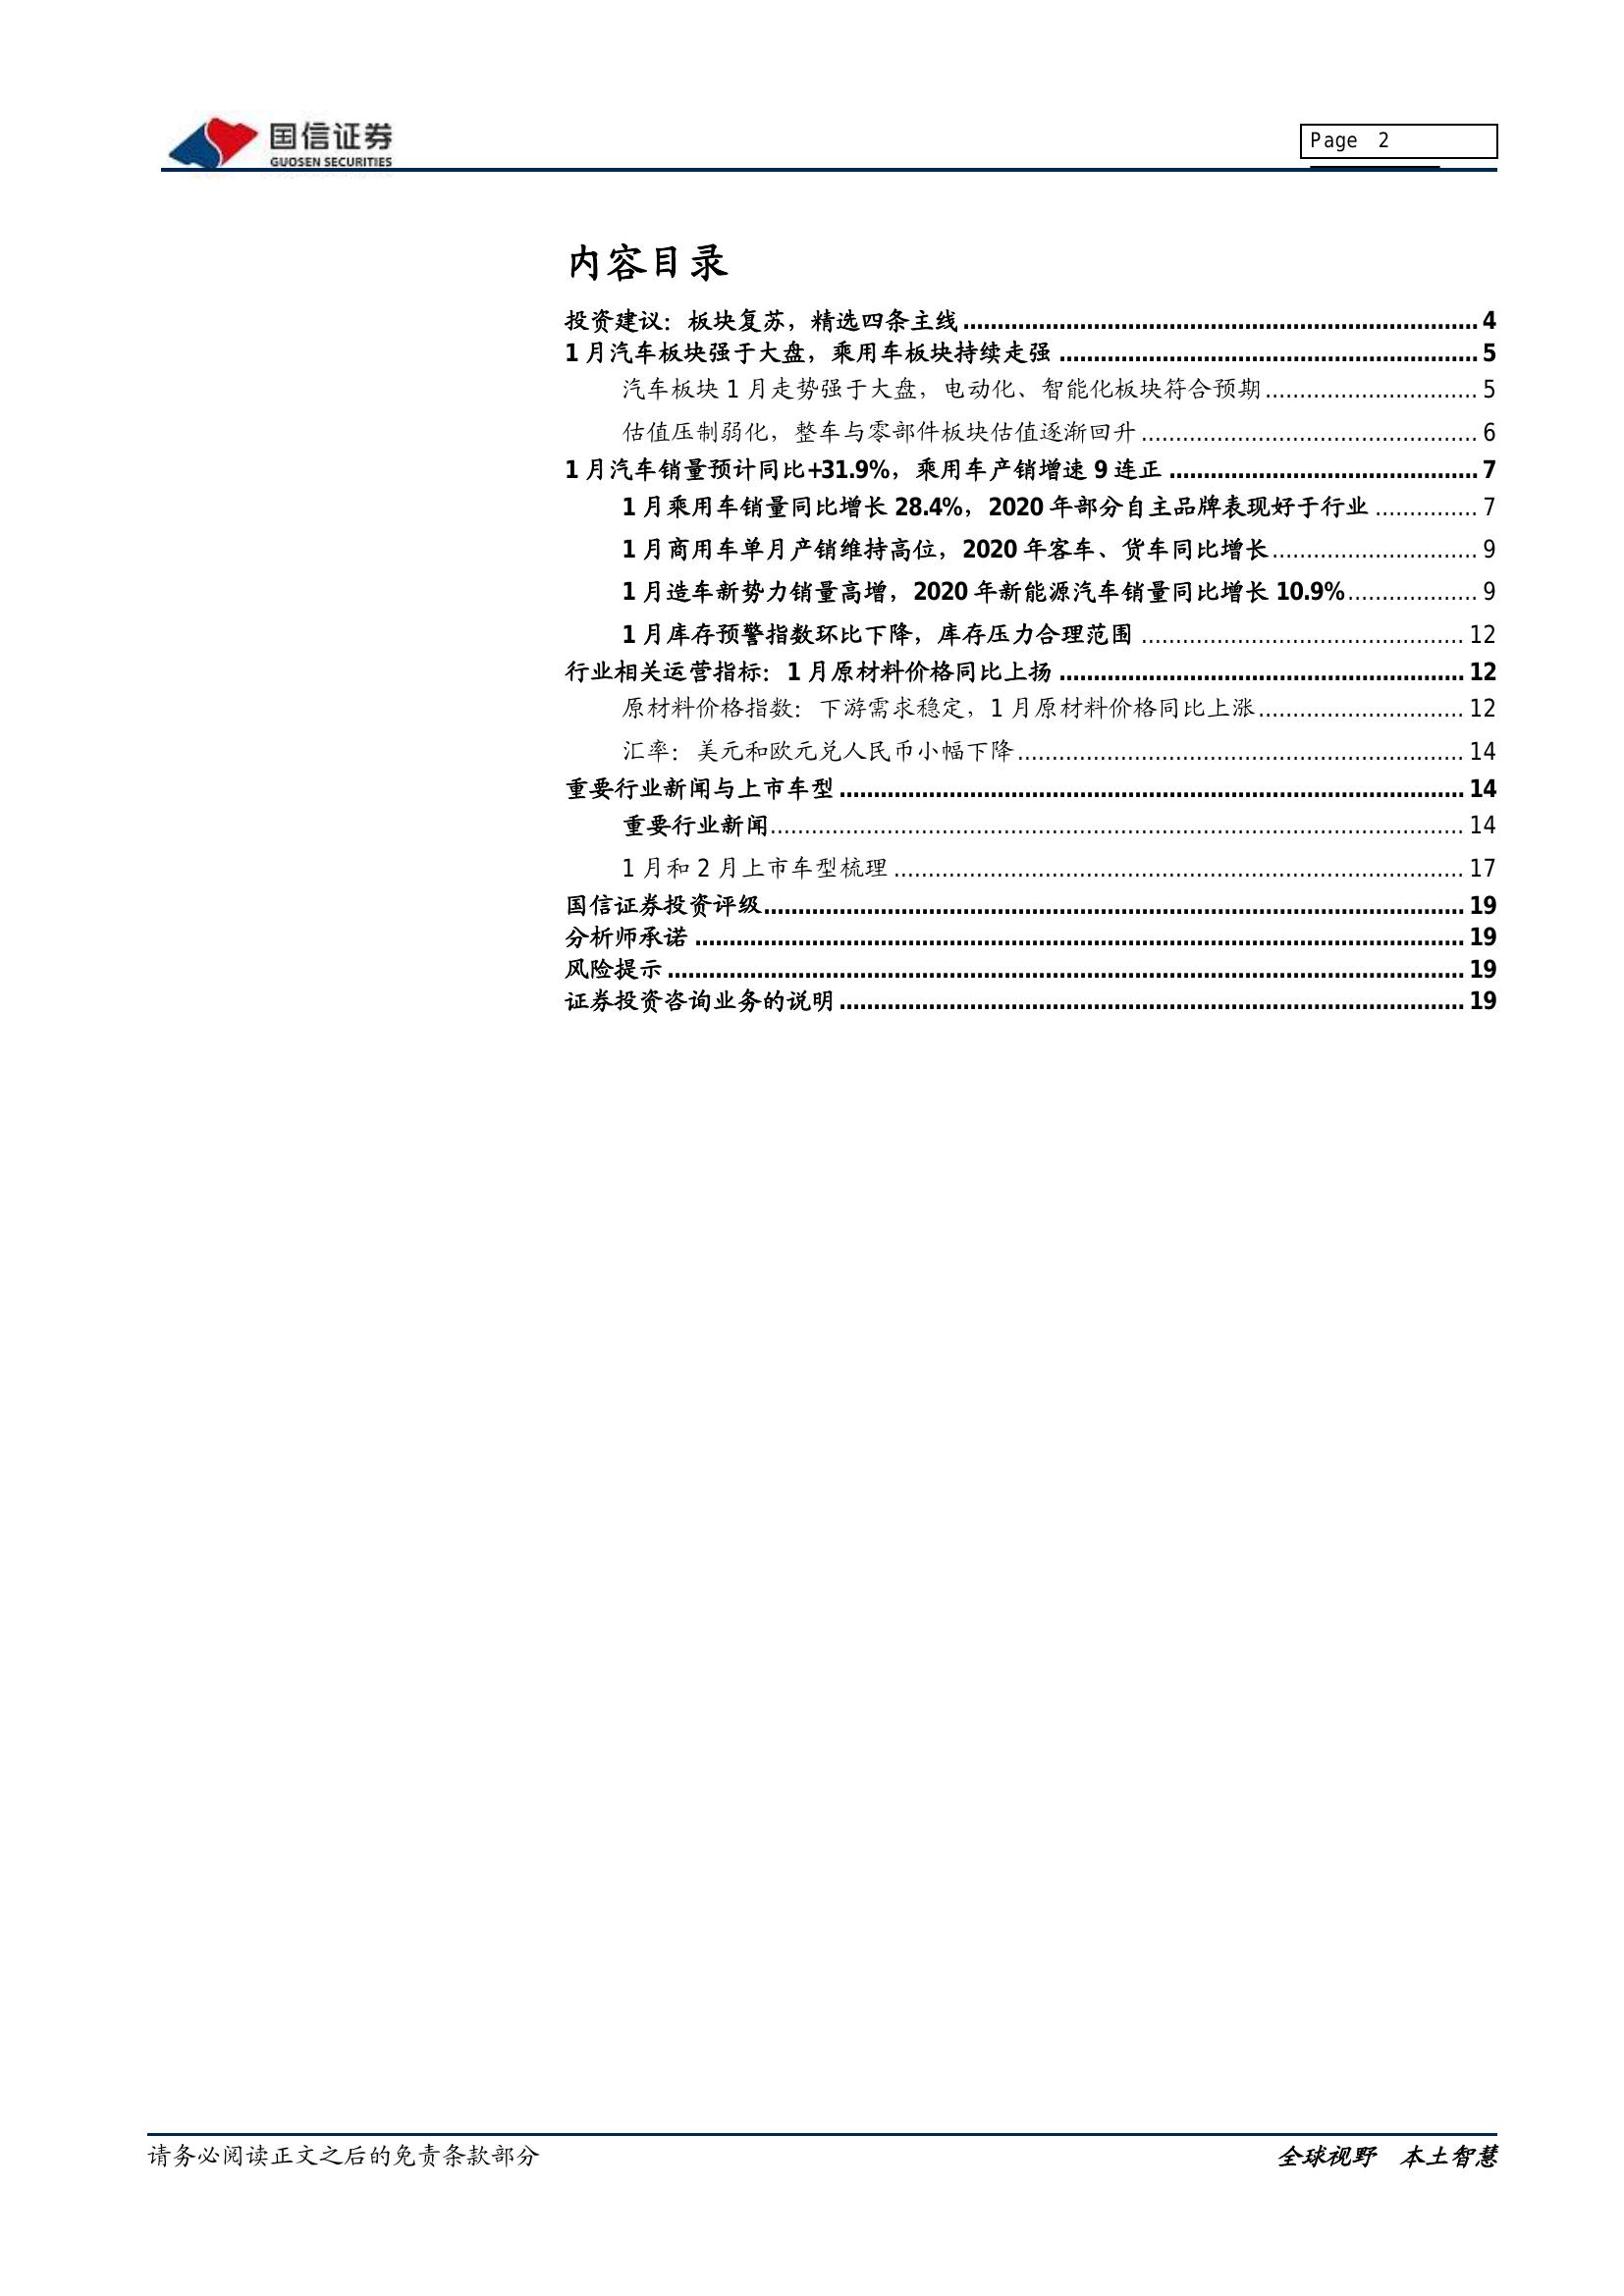 国信证券
GUOSEN SECURITIES
Page 2
内容目录
投资建议：板块复苏，精选四条主线 4
1 月汽车板块强于大盘，乘用车板块持续走强 5
汽车板块 1 月走势强于大盘，电动化、智能化板块符合预期 5
估值压制弱化，整车与零部件板块估值逐渐回升 6
1 月汽车销量预计同比+31.9%，乘用车产销增速 9 连正 7
1 月乘用车销量同比增长 28.4%，2020 年部分自主品牌表现好于行业 7
1 月商用车单月产销维持高位，2020 年客车、货车同比增长 9
1 月造车新势力销量高增，2020 年新能源汽车销量同比增长 10.9% 9
1 月库存预警指数环比下降，库存压力合理范围 12
行业相关运营指标：1 月原材料价格同比上扬 12
原材料价格指数：下游需求稳定，1 月原材料价格同比上涨 12
汇率：美元和欧元兑人民币小幅下降 14
重要行业新闻与上市车型 14
重要行业新闻 14
1 月和 2 月上市车型梳理 17
国信证券投资评级 19
分析师承诺 19
风险提示 19
证券投资咨询业务的说明 19
请务必阅读正文之后的免责条款部分
全球视野 本土智慧